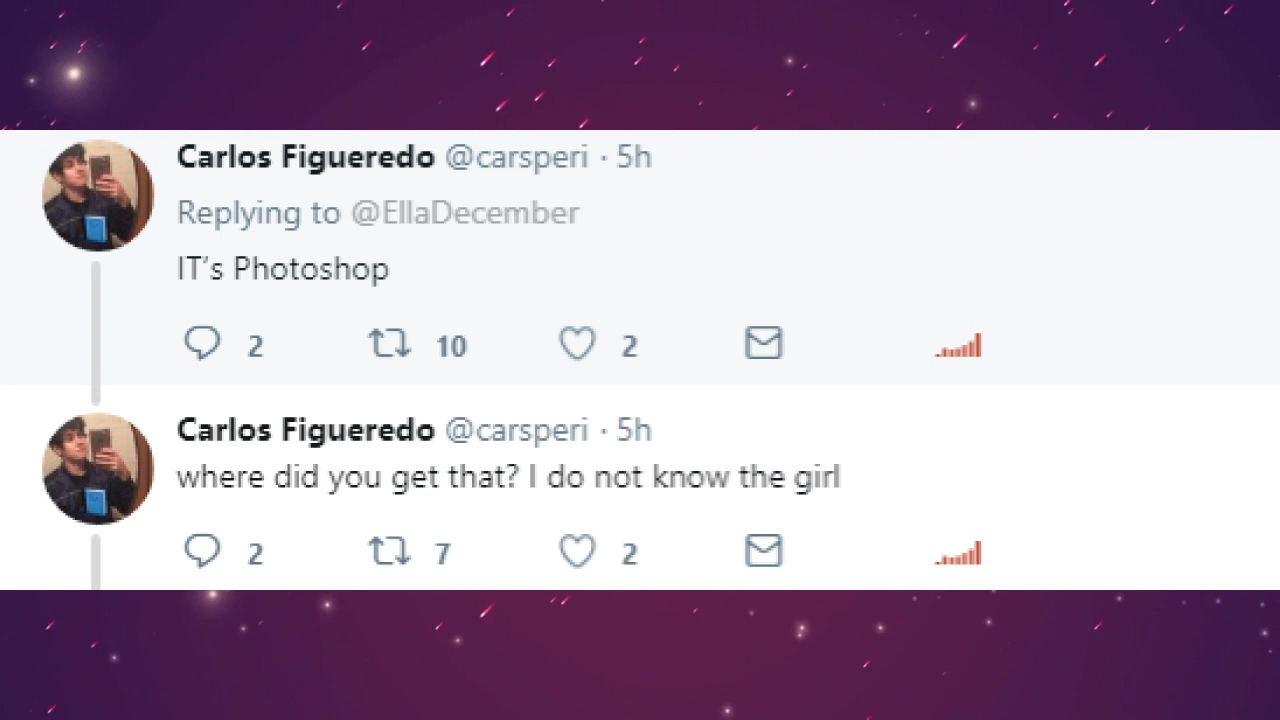 Carlos Figueredo @carsperi · 5h
Replying to @EllaDecember
IT’s Photoshop
2 10 2
Carlos Figueredo @carsperi · 5h
where did you get that? I do not know the girl
2 7 2